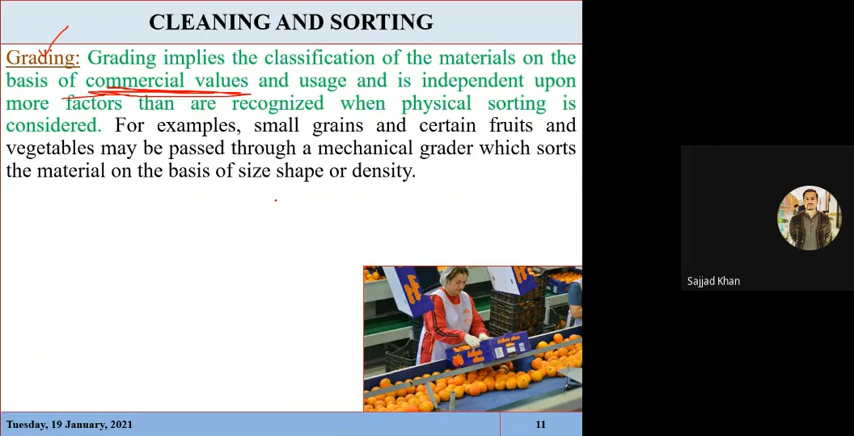 CLEANING AND SORTING
Grading: Grading implies the classification of the materials on the
basis of commercial values and usage and is independent upon
more factors than are recognized when physical sorting is
considered. For examples, small grains and certain fruits and
vegetables may be passed through a mechanical grader which sorts
the material on the basis of size shape or density.
Sajjad Khan
Tuesday, 19 January, 2021
11